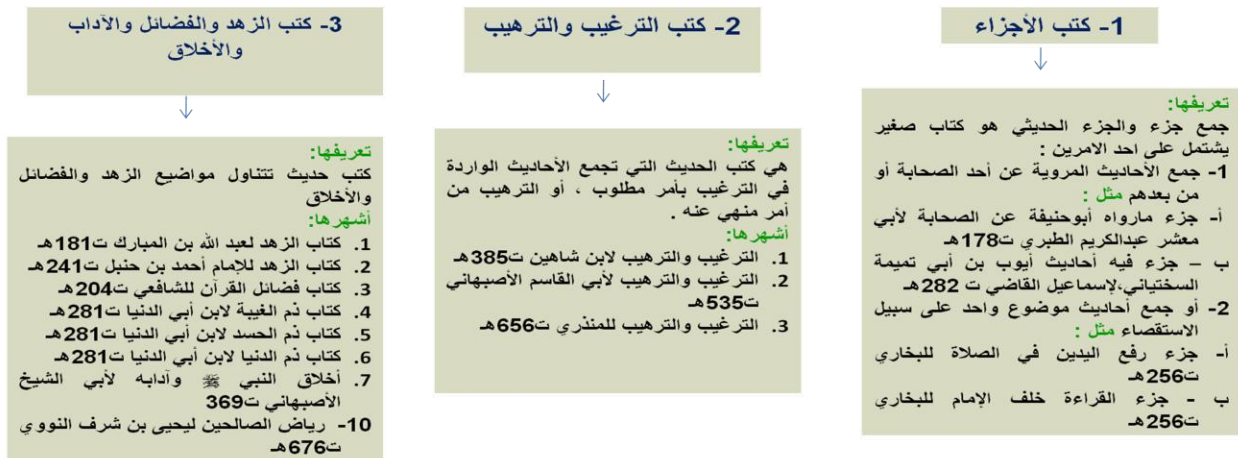 1- كتب الأجزاء
تعريفها:
جمع جزء والجزء الحديثي هو كتاب صغير
يشتمل على احد الامرين :
1- جمع الأحاديث المروية عن أحد الصحابة أو
من بعدهم مثل :
أ- جزء مارواه أبوحنيفة عن الصحابة لأبي
معشر عبدالكريم الطبري ت178هـ
ب – جزء فيه أحاديث أيوب بن أبي تميمة
السختياني،لإسماعيل القاضي ت 282هـ
2- أو جمع أحاديث موضوع واحد على سبيل
الاستقصاء مثل :
أ- جزء رفع اليدين في الصلاة للبخاري
ت256هـ
ب - جزء القراءة خلف الإمام للبخاري
ت256هـ
2- كتب الترغيب والترهيب
تعريفها:
هي كتب الحديث التي تجمع الأحاديث الواردة
في الترغيب بأمر مطلوب ، أو الترهيب من
أمر منهي عنه .
أشهرها:
1. الترغيب والترهيب لابن شاهين ت385هـ
2. الترغيب والترهيب لأبي القاسم الأصبهاني
ت535هـ
3. الترغيب والترهيب للمنذري ت656هـ
3- كتب الزهد والفضائل والآداب
والأخلاق
تعريفها:
كتب حديث تتناول مواضيع الزهد والفضائل
والأخلاق
أشهرها:
1. كتاب الزهد لعبد الله بن المبارك ت181هـ
2. كتاب الزهد للإمام أحمد بن حنبل ت241هـ
3. كتاب فضائل القرآن للشافعي ت204هـ
4. كتاب ذم الغيبة لابن أبي الدنيا ت281هـ
5. كتاب ذم الحسد لابن أبي الدنيا ت281هـ
6. كتاب ذم الدنيا لابن أبي الدنيا ت281هـ
7. أخلاق النبي ﷺ وآدابه لأبي الشيخ
الأصبهاني ت369
10- رياض الصالحين ليحيى بن شرف النووي
ت676هـ